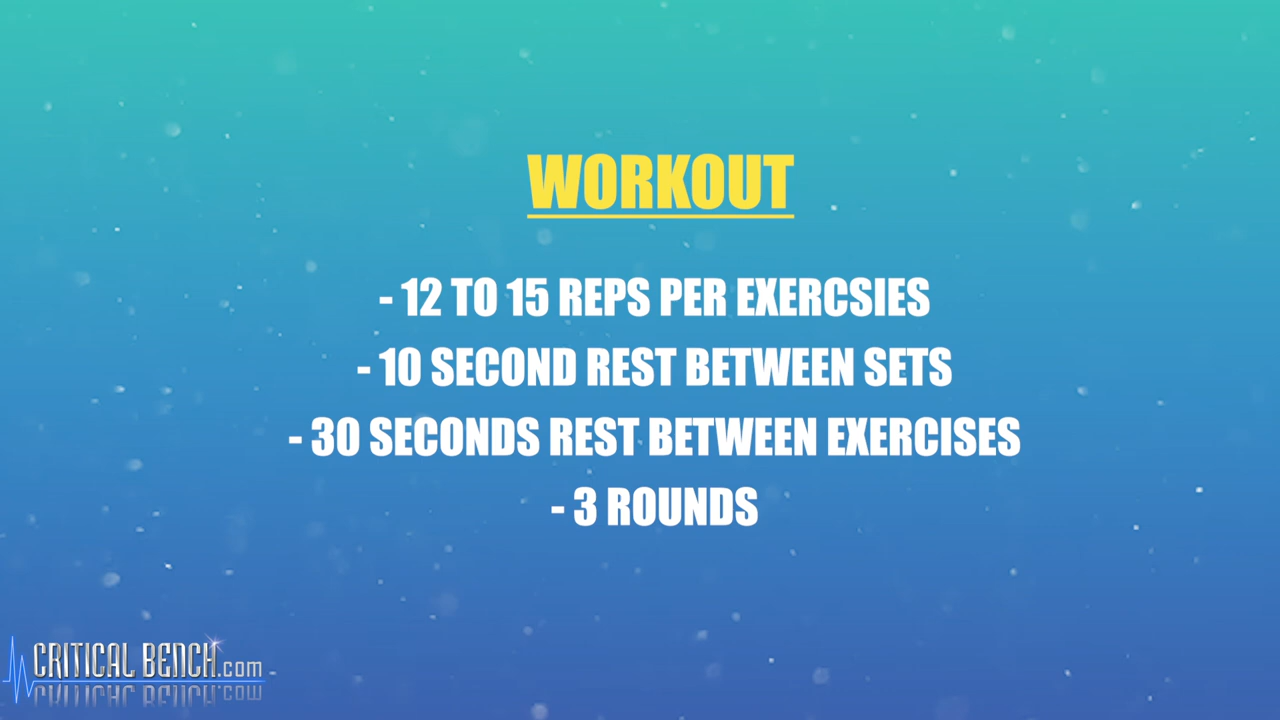 WORKOUT
- 12 TO 15 REPS PER EXERCSIES
- 10 SECOND REST BETWEEN SETS
- 30 SECONDS REST BETWEEN EXERCISES
- 3 ROUNDS
CRITICAL BENCH.com